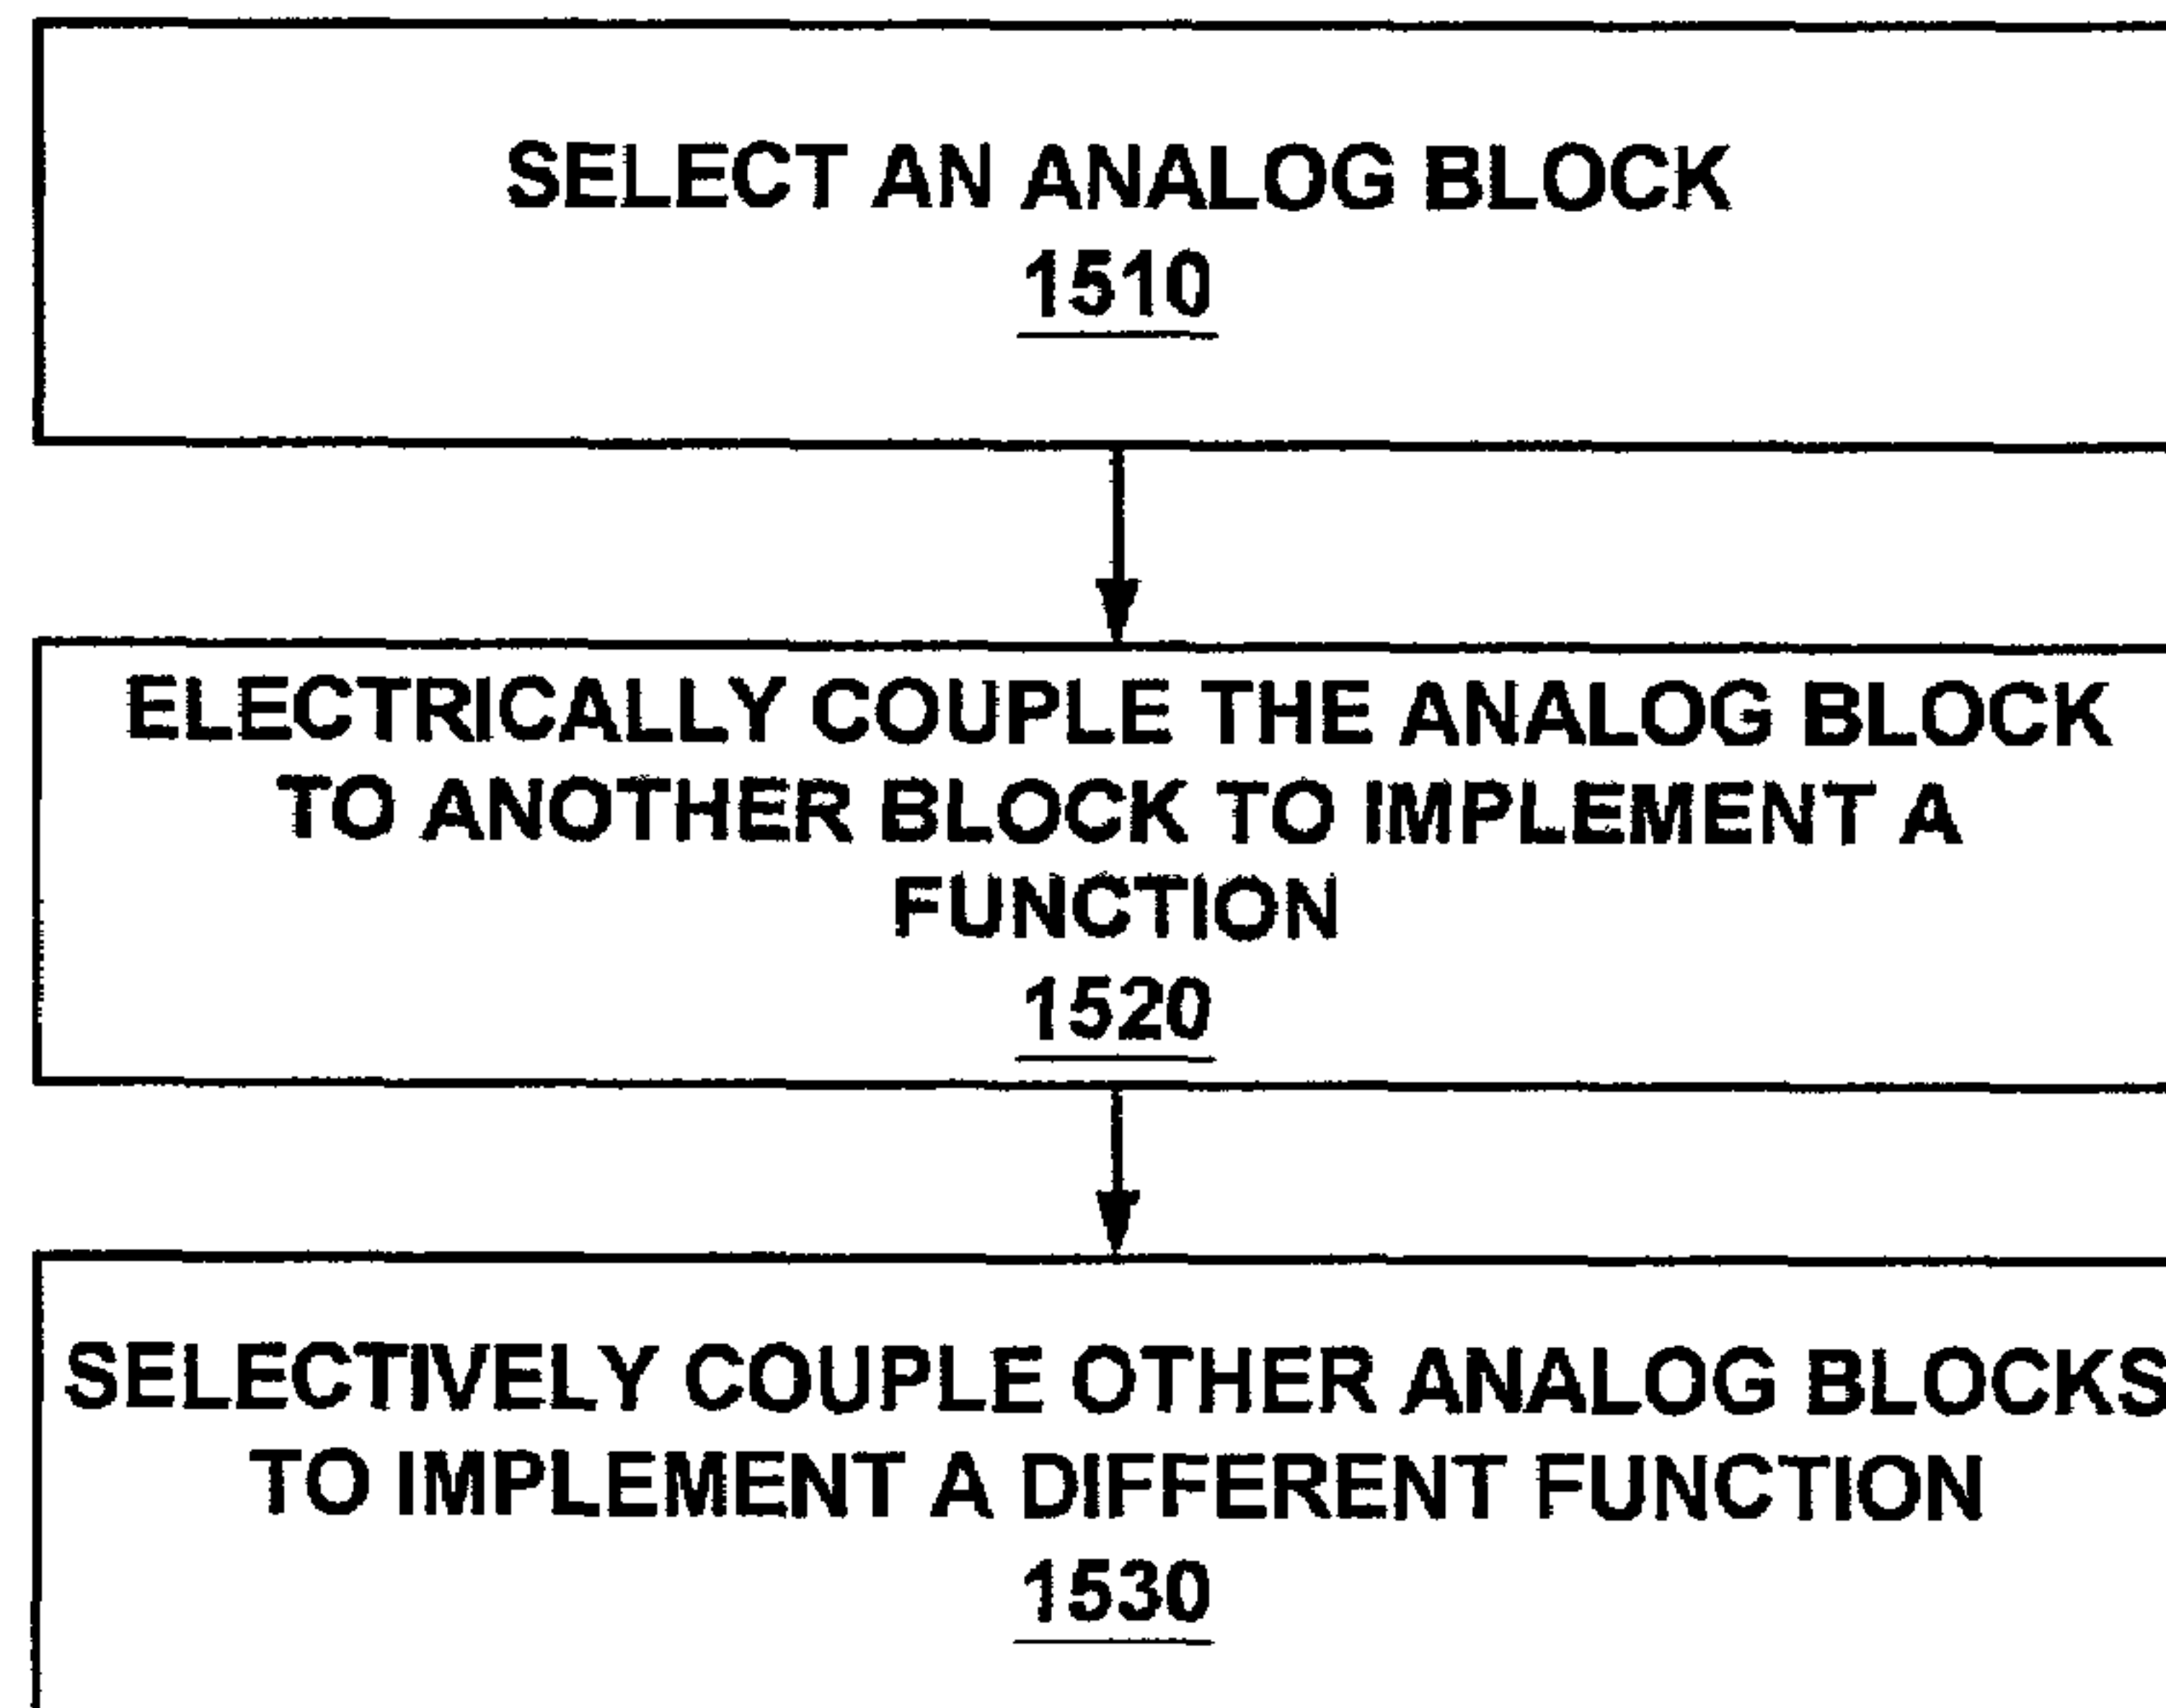 SELECT AN ANALOG BLOCK
1510
ELECTRICALLY COUPLE THE ANALOG BLOCK
TO ANOTHER BLOCK TO IMPLEMENT A
FUNCTION
1520
SELECTIVELY COUPLE OTHER ANALOG BLOCKS
TO IMPLEMENT A DIFFERENT FUNCTION
1530